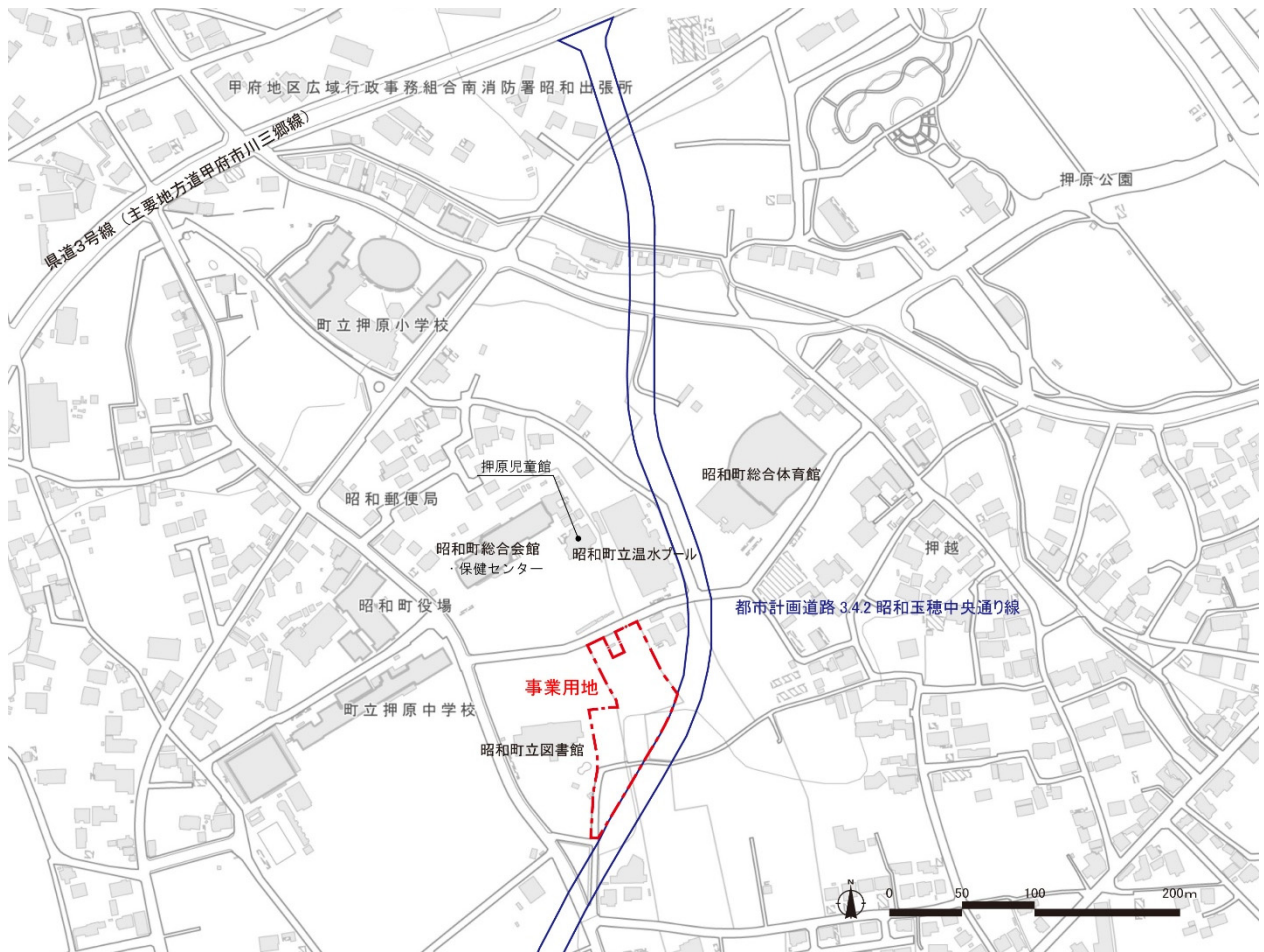 甲府地区広域行政事務組合南消防署昭和出張所
県道3号線（主要地方道甲府市川三郷線）
押原公園
町立押原小学校
押原児童館
昭和町総合体育館
昭和郵便局
昭和町総合会館
・保健センター
昭和町立温水プール
押越
昭和町役場
都市計画道路 3.4.2 昭和玉穂中央通り線
事業用地
町立押原中学校
昭和町立図書館
N
0 50 100 200m